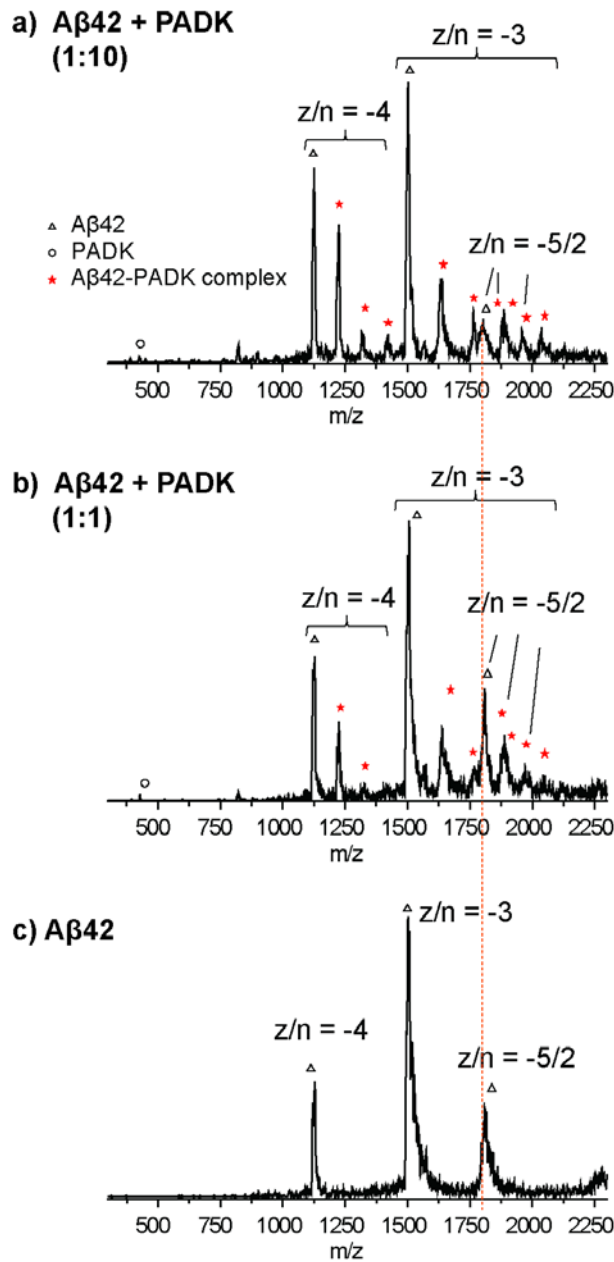 a) Aβ42 + PADK
(1:10)
z/n = -3
z/n = -4
△ Aβ42
○ PADK
★ Aβ42-PADK complex
z/n = -5/2
500 750 1000 1250 1500 1750 2000 2250
m/z
b) Aβ42 + PADK
(1:1)
z/n = -3
z/n = -4
z/n = -5/2
500 750 1000 1250 1500 1750 2000 2250
m/z
c) Aβ42
z/n = -3
z/n = -4
z/n = -5/2
500 750 1000 1250 1500 1750 2000 2250
m/z